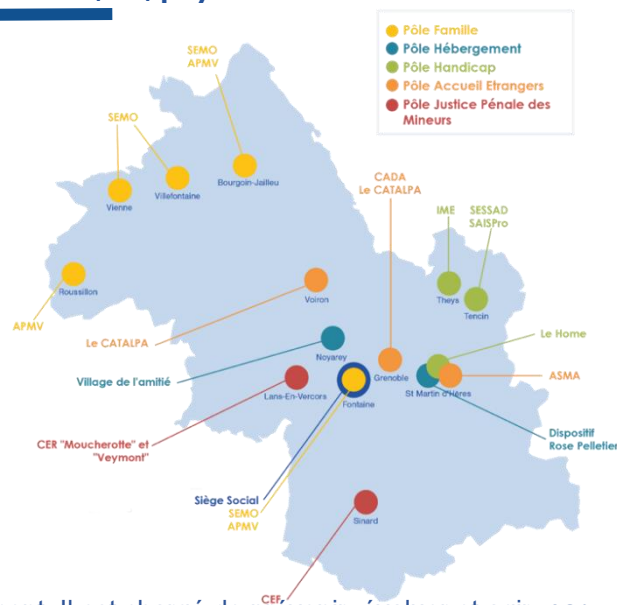 Pôle Famille
Pôle Hébergement
Pôle Handicap
Pôle Accueil Etrangers
Pôle Justice Pénale des
Mineurs
SEMO
APMV
SEMO
Bourgoin-Jailleu
Villefontaine
Vienne
CADA
Le CATALPA
IME
SESSAD
SAISPro
Roussillon
Voiron
Theys
Tencin
APMV
Le CATALPA
Le Home
Noyarey
Village de l'amitié
Grenoble
ASMA
Lans-En-Vercors
Fontaine
St Martin d'Hères
CER "Moucherotte" et
"Veymont"
Dispositif
Rose Pelletier
Siège Social
SEMO
APMV
Sinard
CEF